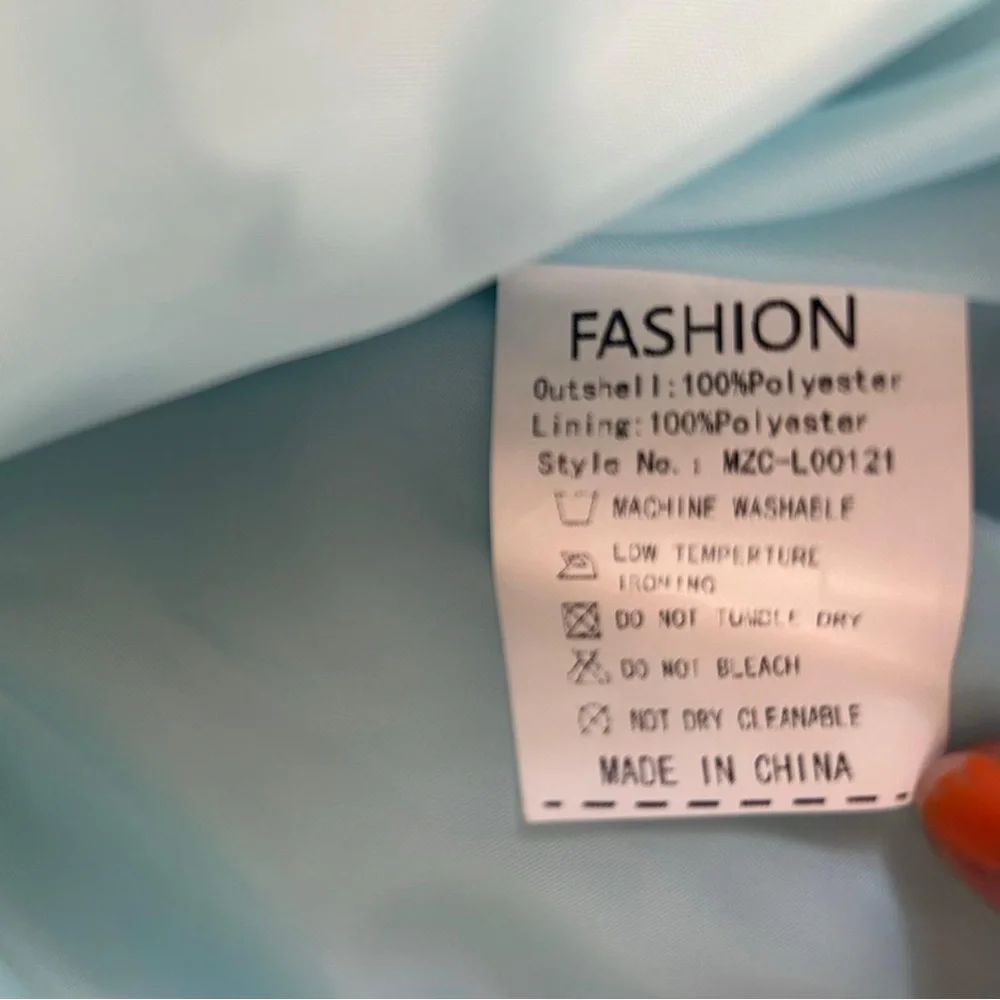 FASHION
Outshell:100%Polyester
Lining:100%Polyester
Style No.: MZC-L00121
MACHINE WASHABLE
LOW TEMPERTURE
IRONING
DO NOT TUMDLE DRY
DO NOT BLEACH
NOT DRY CLEANABLE
MADE IN CHINA